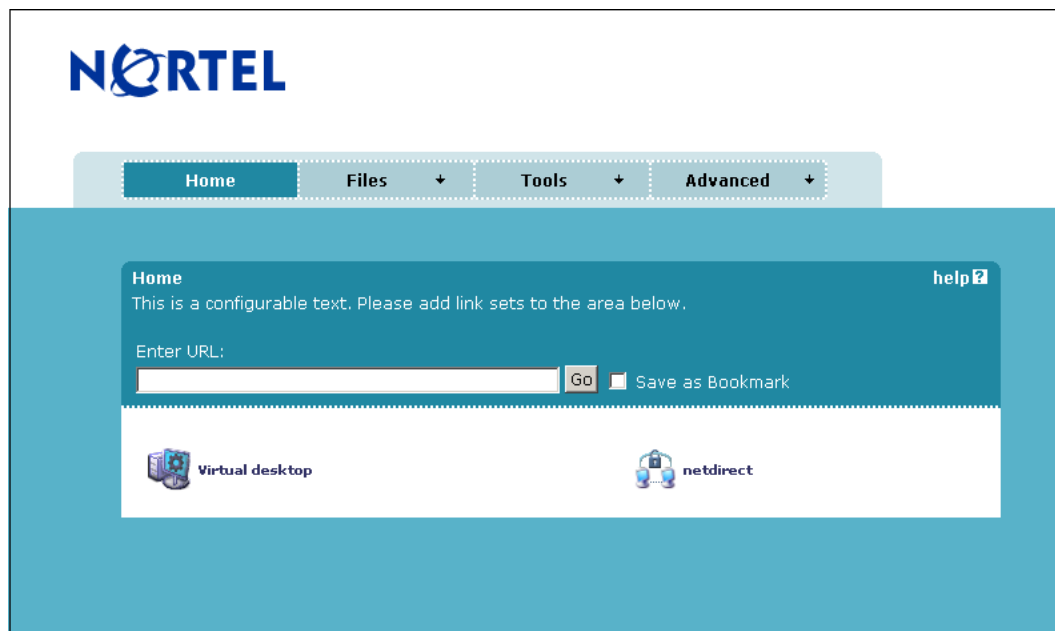 NORTEL
Home Files Tools Advanced
Home help?
This is a configurable text. Please add link sets to the area below.
Enter URL:
Go Save as Bookmark
Virtual desktop netdirect